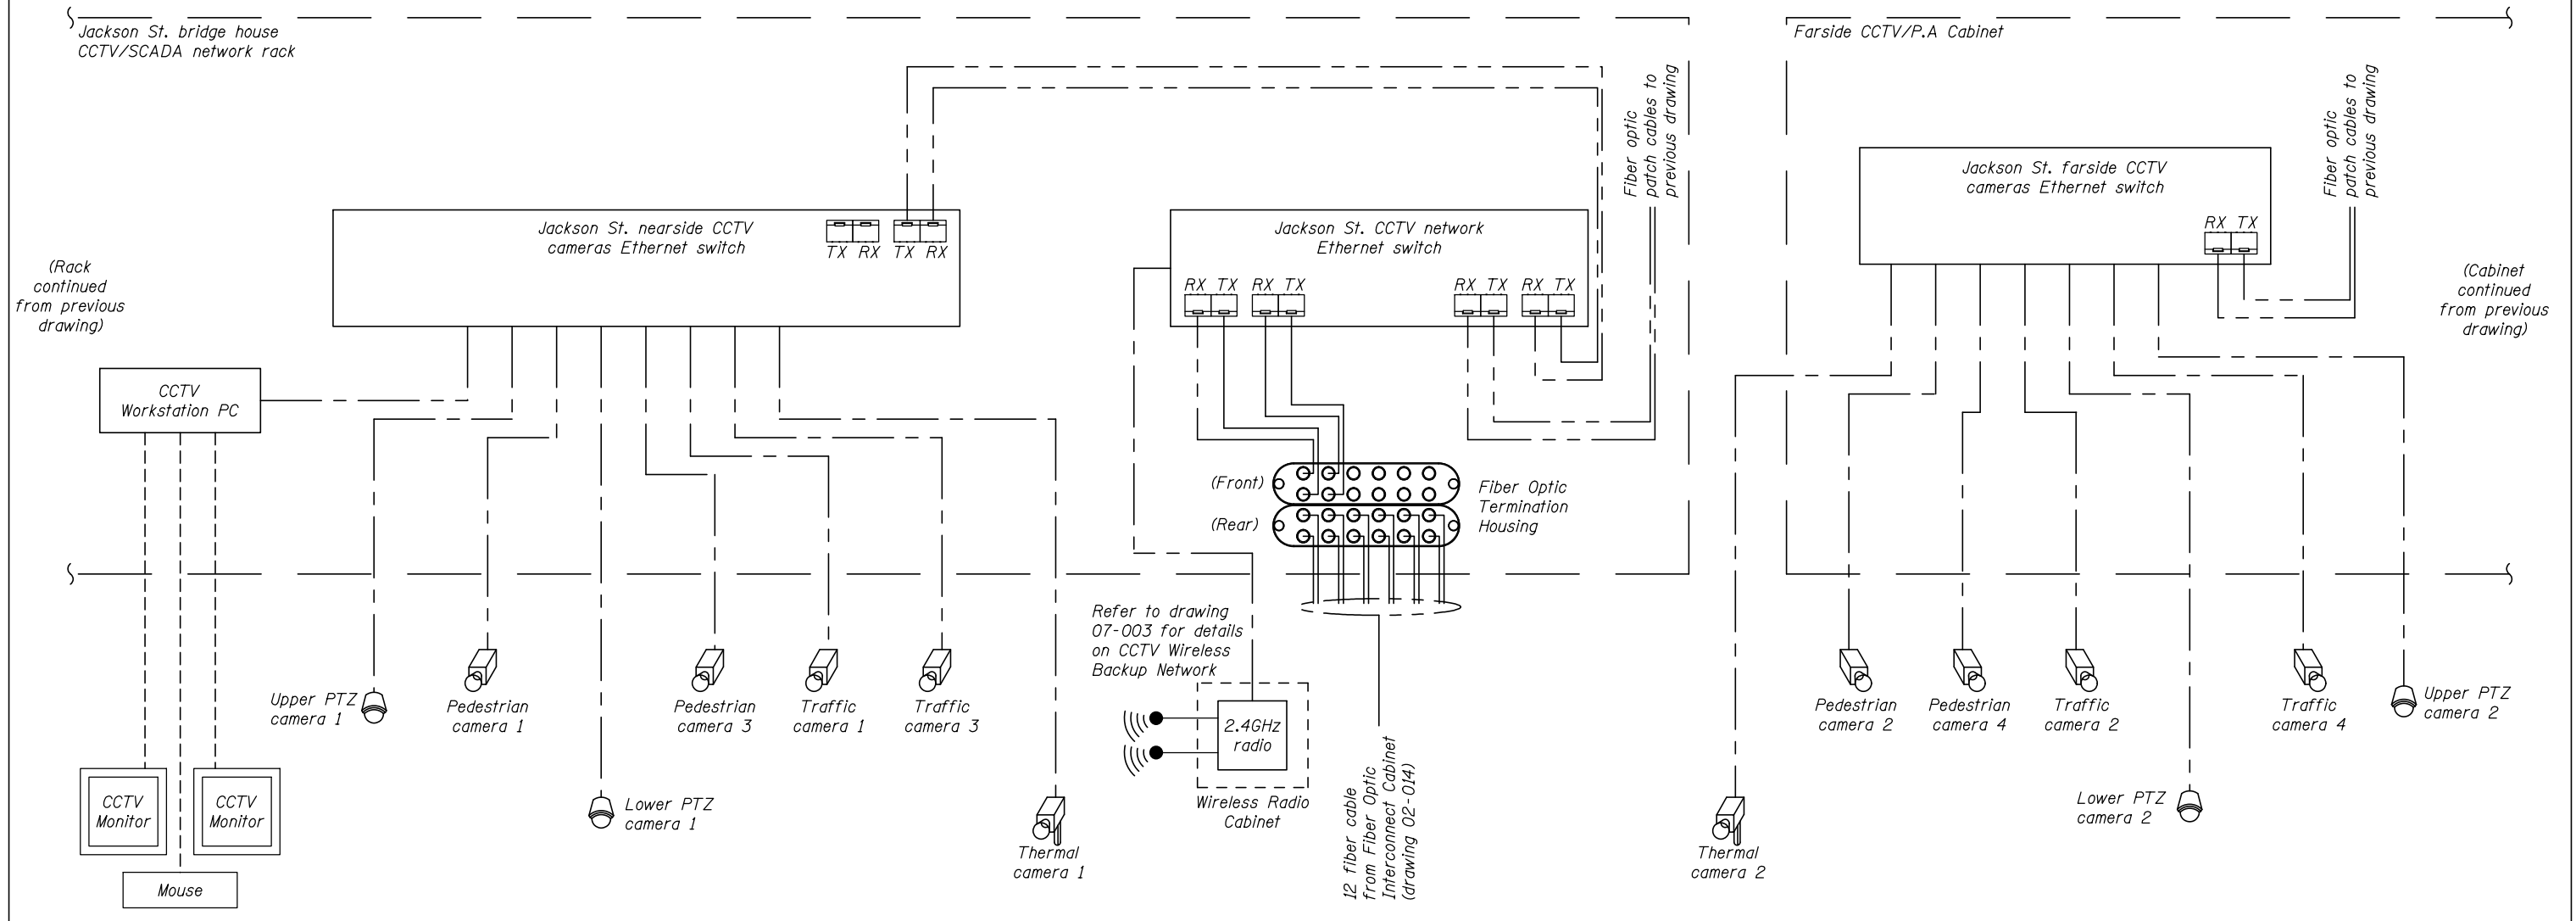 Jackson St. bridge house
CCTV/SCADA network rack
Farside CCTV/P.A Cabinet
Fiber optic
patch cables to
previous drawing
Fiber optic
patch cables to
previous drawing
Jackson St. nearside CCTV
cameras Ethernet switch
TX RX TX RX
Jackson St. CCTV network
Ethernet switch
RX TX RX TX RX TX RX TX
Jackson St. farside CCTV
cameras Ethernet switch
RX TX
(Rack
continued
from previous
drawing)
(Cabinet
continued
from previous
drawing)
CCTV
Workstation PC
(Front)
(Rear)
Fiber Optic
Termination
Housing
Refer to drawing
07-003 for details
on CCTV Wireless
Backup Network
Upper PTZ
camera 1
Pedestrian
camera 1
Pedestrian
camera 3
Traffic
camera 1
Traffic
camera 3
2.4GHz
radio
Pedestrian
camera 2
Pedestrian
camera 4
Traffic
camera 2
Traffic
camera 4
Upper PTZ
camera 2
CCTV
Monitor
CCTV
Monitor
Lower PTZ
camera 1
Wireless Radio
Cabinet
12 fiber cable
from Fiber Optic
Interconnect Cabinet
(drawing 02-014)
Lower PTZ
camera 2
Thermal
camera 1
Thermal
camera 2
Mouse